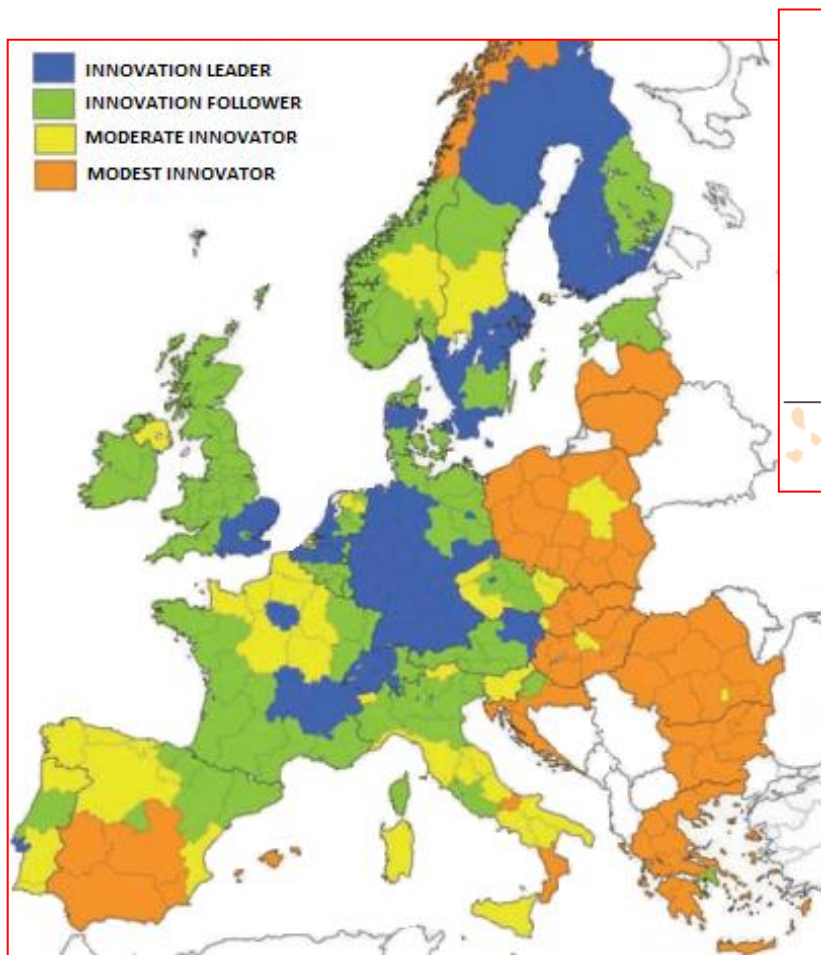 INNOVATION LEADER
INNOVATION FOLLOWER
MODERATE INNOVATOR
MODEST INNOVATOR